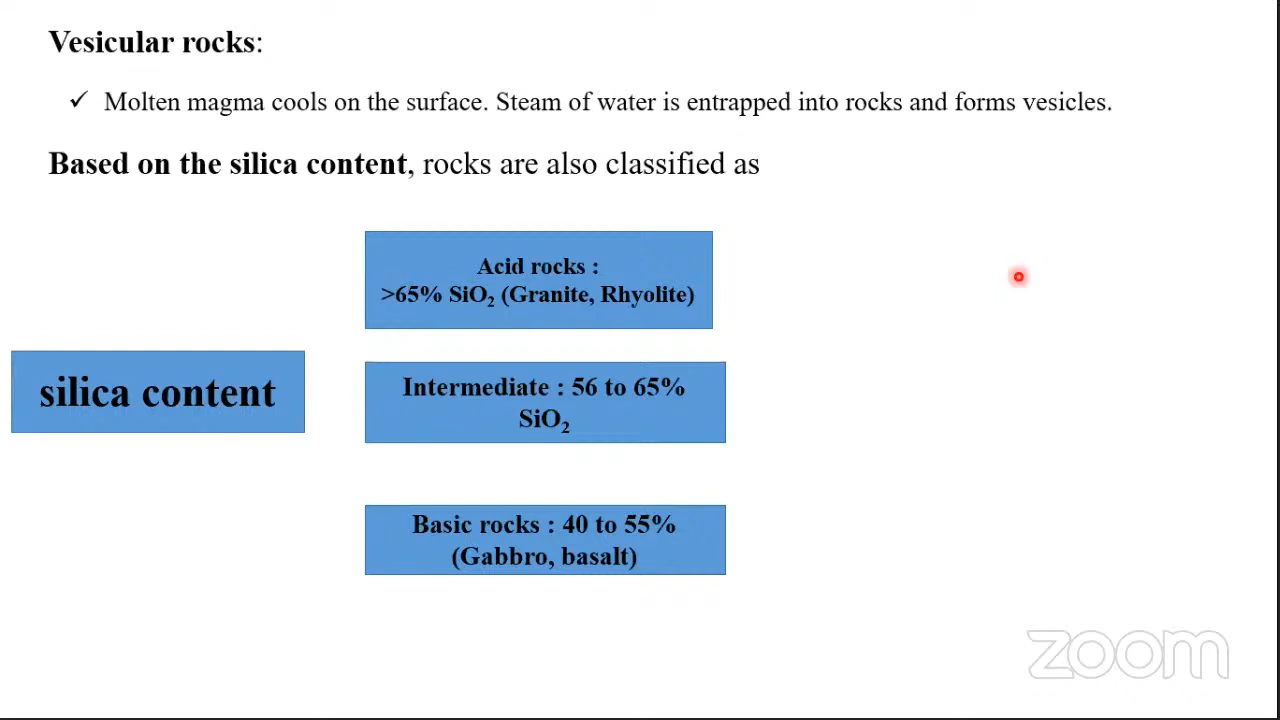 Vesicular rocks:
✓ Molten magma cools on the surface. Steam of water is entrapped into rocks and forms vesicles.
Based on the silica content, rocks are also classified as
Acid rocks :
>65% SiO₂ (Granite, Rhyolite)
silica content
Intermediate : 56 to 65%
SiO₂
Basic rocks : 40 to 55%
(Gabbro, basalt)
zoom